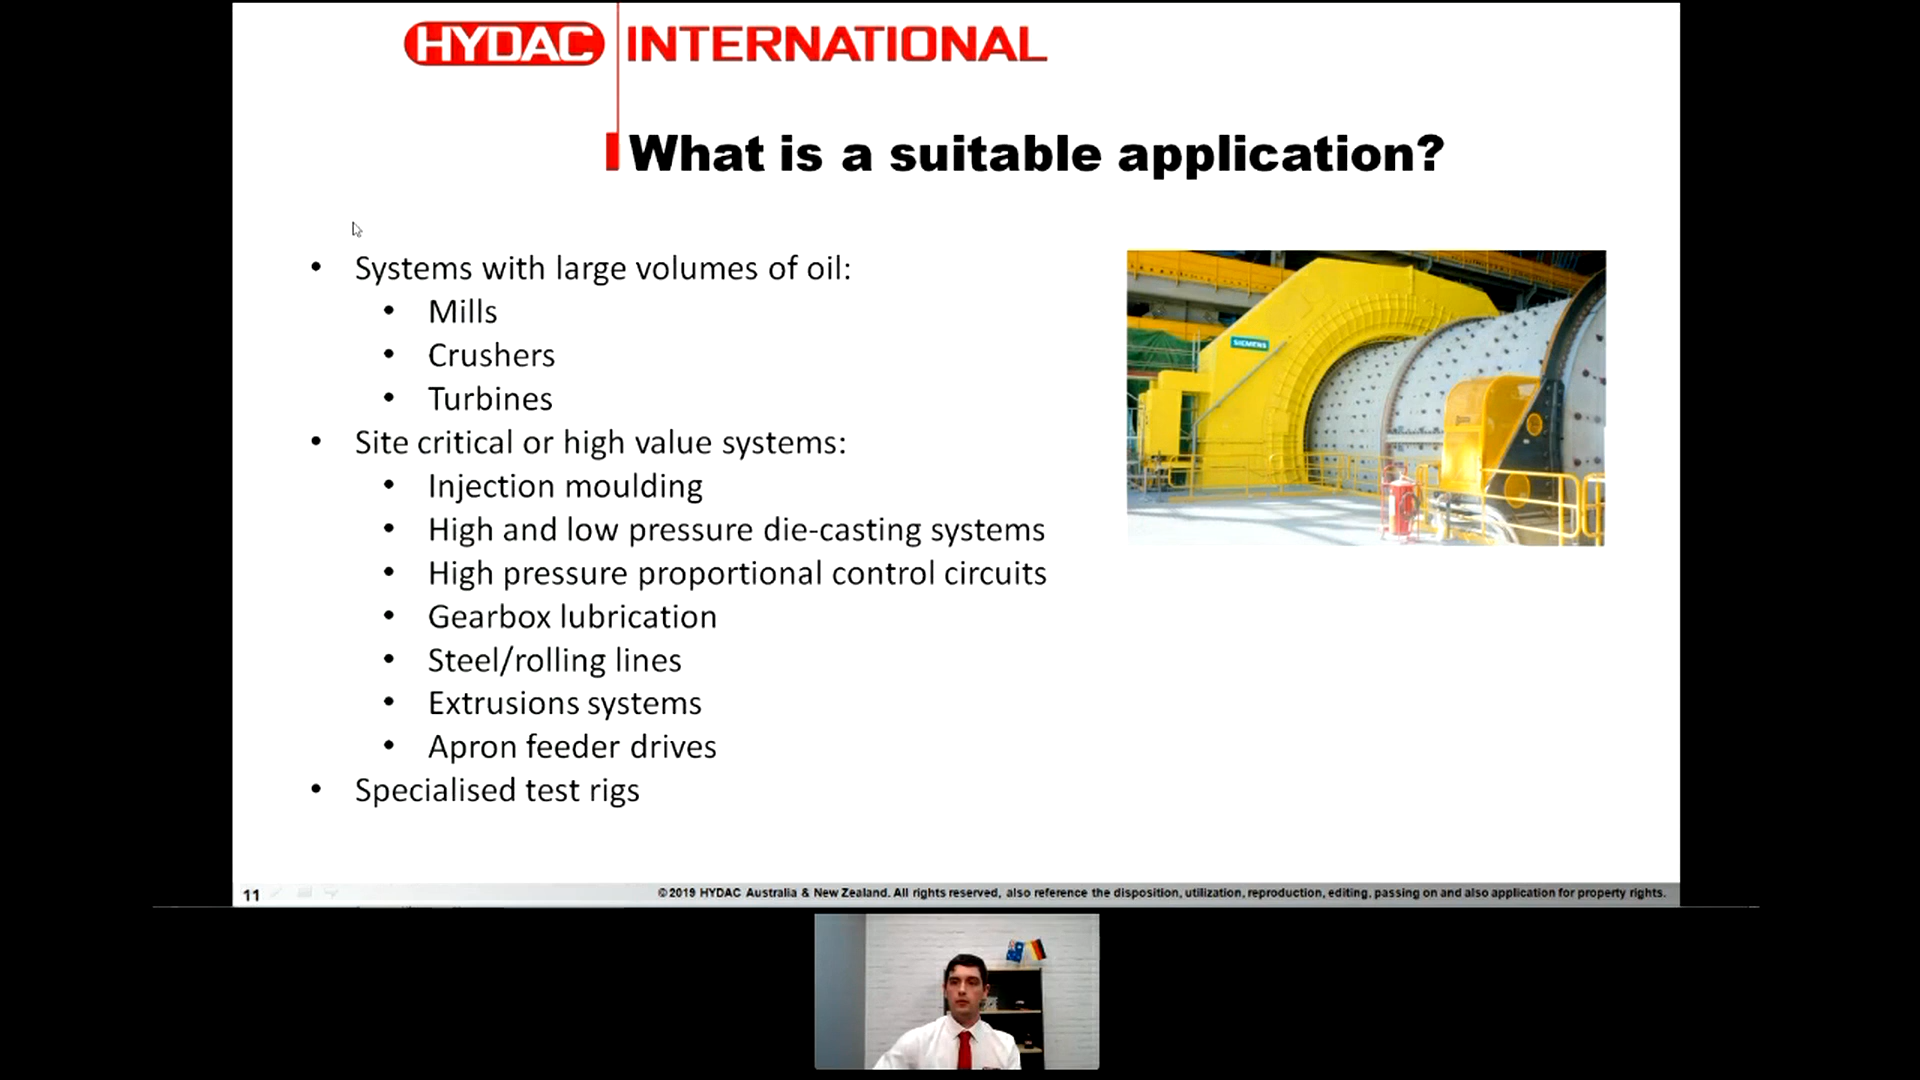 HYDAC INTERNATIONAL
What is a suitable application?
• Systems with large volumes of oil:
• Mills
• Crushers
• Turbines
• Site critical or high value systems:
• Injection moulding
• High and low pressure die-casting systems
• High pressure proportional control circuits
• Gearbox lubrication
• Steel/rolling lines
• Extrusions systems
• Apron feeder drives
• Specialised test rigs
SIEMENS
11
©2019 HYDAC Australia & New Zealand. All rights reserved, also reference the disposition, utilization, reproduction, editing, passing on and also application for property rights.